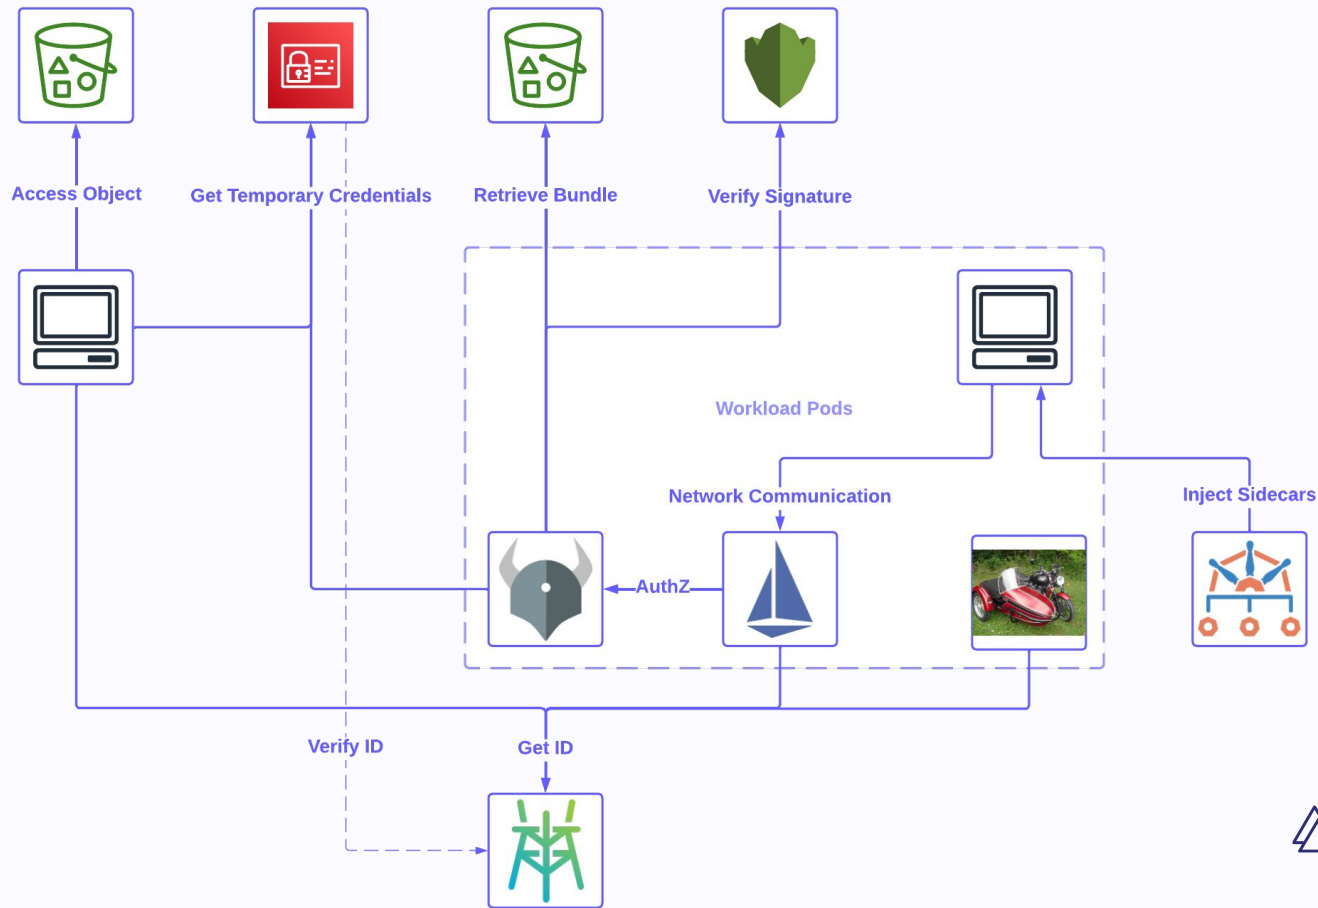 Access Object
Get Temporary Credentials
Retrieve Bundle
Verify Signature
Workload Pods
Network Communication
Inject Sidecars
AuthZ
Verify ID
Get ID